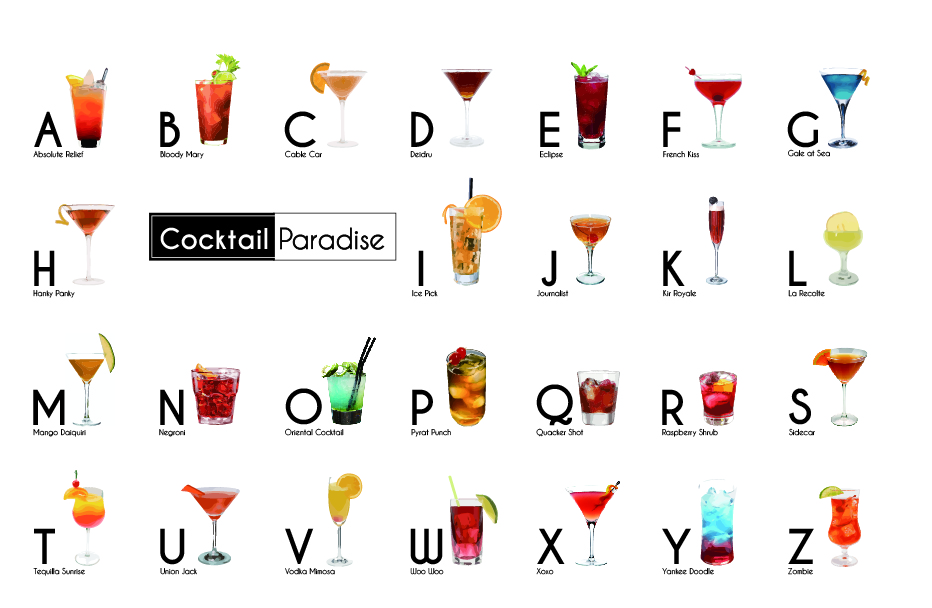 A B C D E F G
Absolute Relief Bloody Mary Cable Car Deidru Eclipse French Kiss Gale at Sea
Cocktail Paradise
H I J K L
Hanky Panky Ice Pick Journalist Kir Royale La Recolte
M N O P Q R S
Mango Daiquiri Negroni Oriental Cocktail Pyrat Punch Quacker Shot Raspberry Shrub Sidecar
T U V W X Y Z
Tequilla Sunrise Union Jack Vodka Mimosa Woo Woo Xoxo Yankee Doodle Zombie